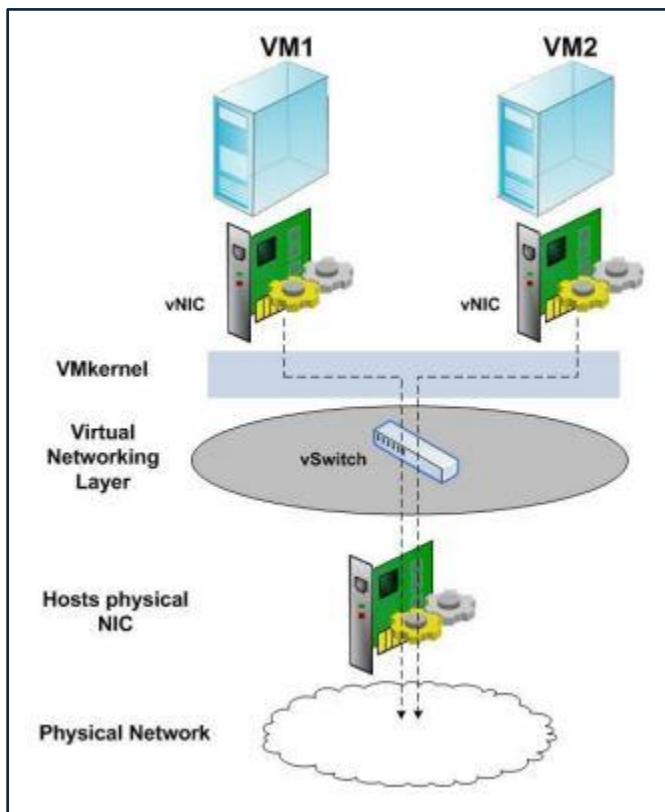 VM1
VM2
vNIC
vNIC
VMkernel
Virtual
Networking
Layer
vSwitch
Hosts physical
NIC
Physical Network